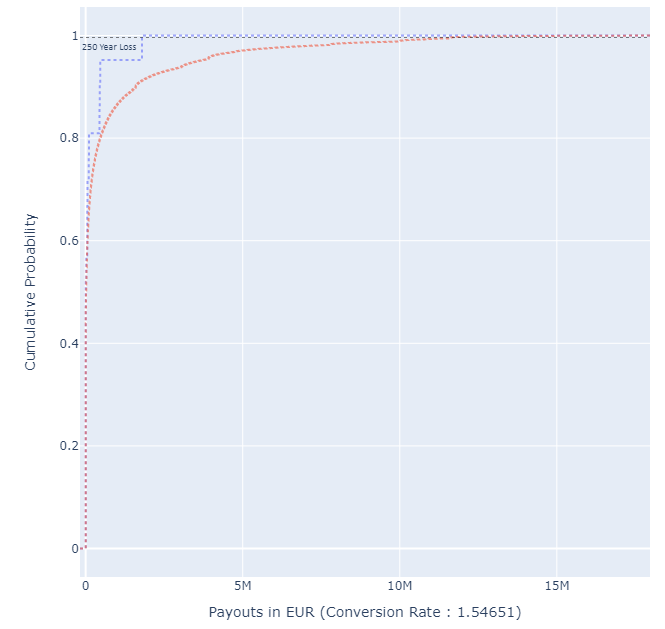 1
250 Year Loss
0.8
0.6
0.4
0.2
0
Cumulative Probability
0
5M
10M
15M
Payouts in EUR (Conversion Rate : 1.54651)